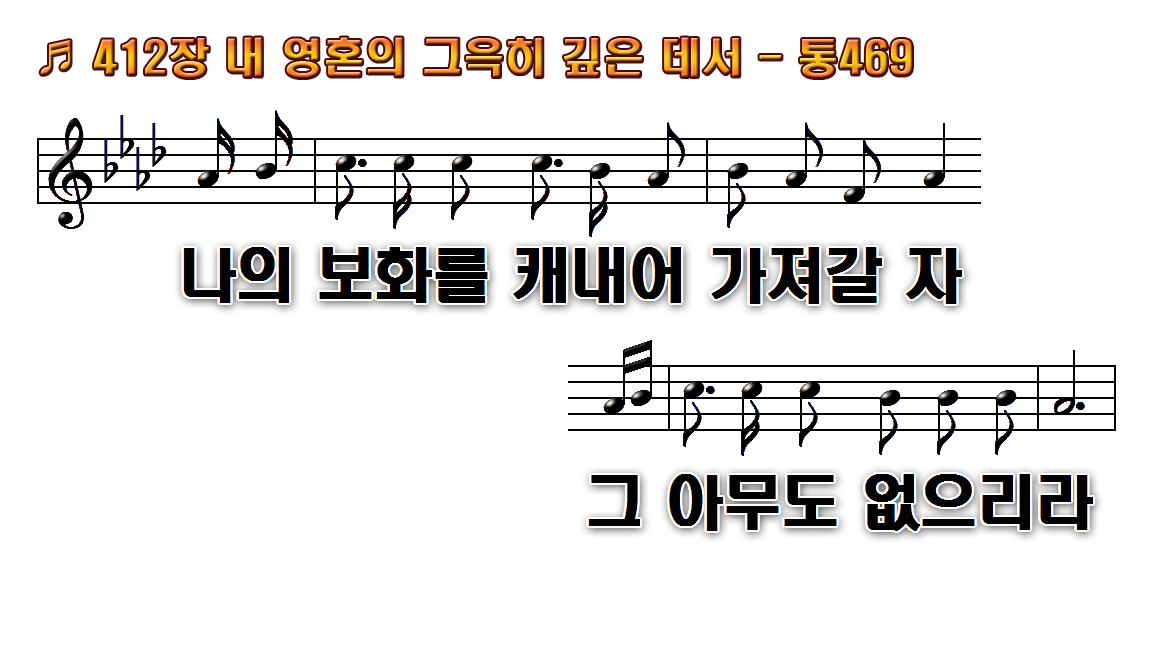 ♬ 412장 내 영혼의 그윽히 깊은 데서 - 통469
나의 보화를 캐내어 가져갈 자
그 아무도 없으리라